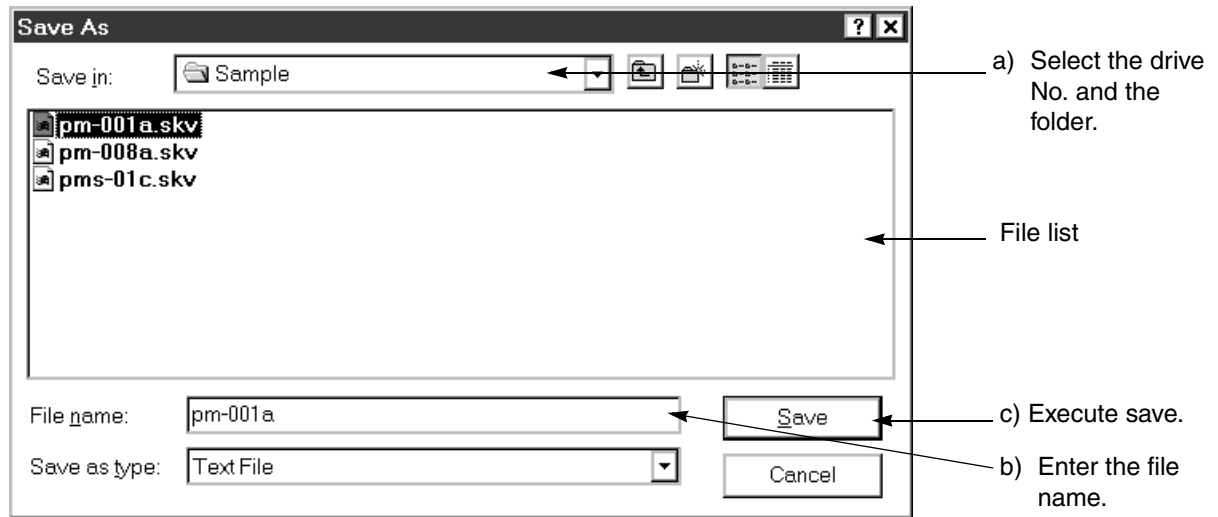 Save As
Save in:
Sample
pm-001a.skv
pm-008a.skv
pms-01c.skv
File name:
pm-001a
Save
Save as type:
Text File
Cancel
a) Select the drive
No. and the
folder.
File list
c) Execute save.
b) Enter the file
name.